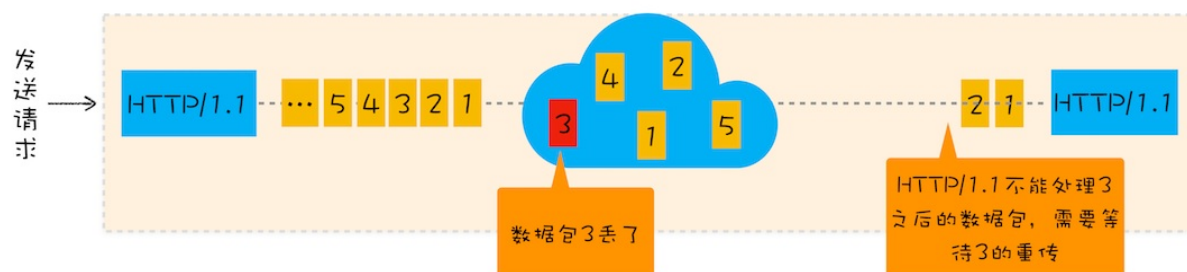 发送请求
HTTP/1.1
... 5 4 3 2 1
4
2
3
1
5
2 1
HTTP/1.1
数据包3丢了
HTTP/1.1不能处理3
之后的数据包，需要等
待3的重传